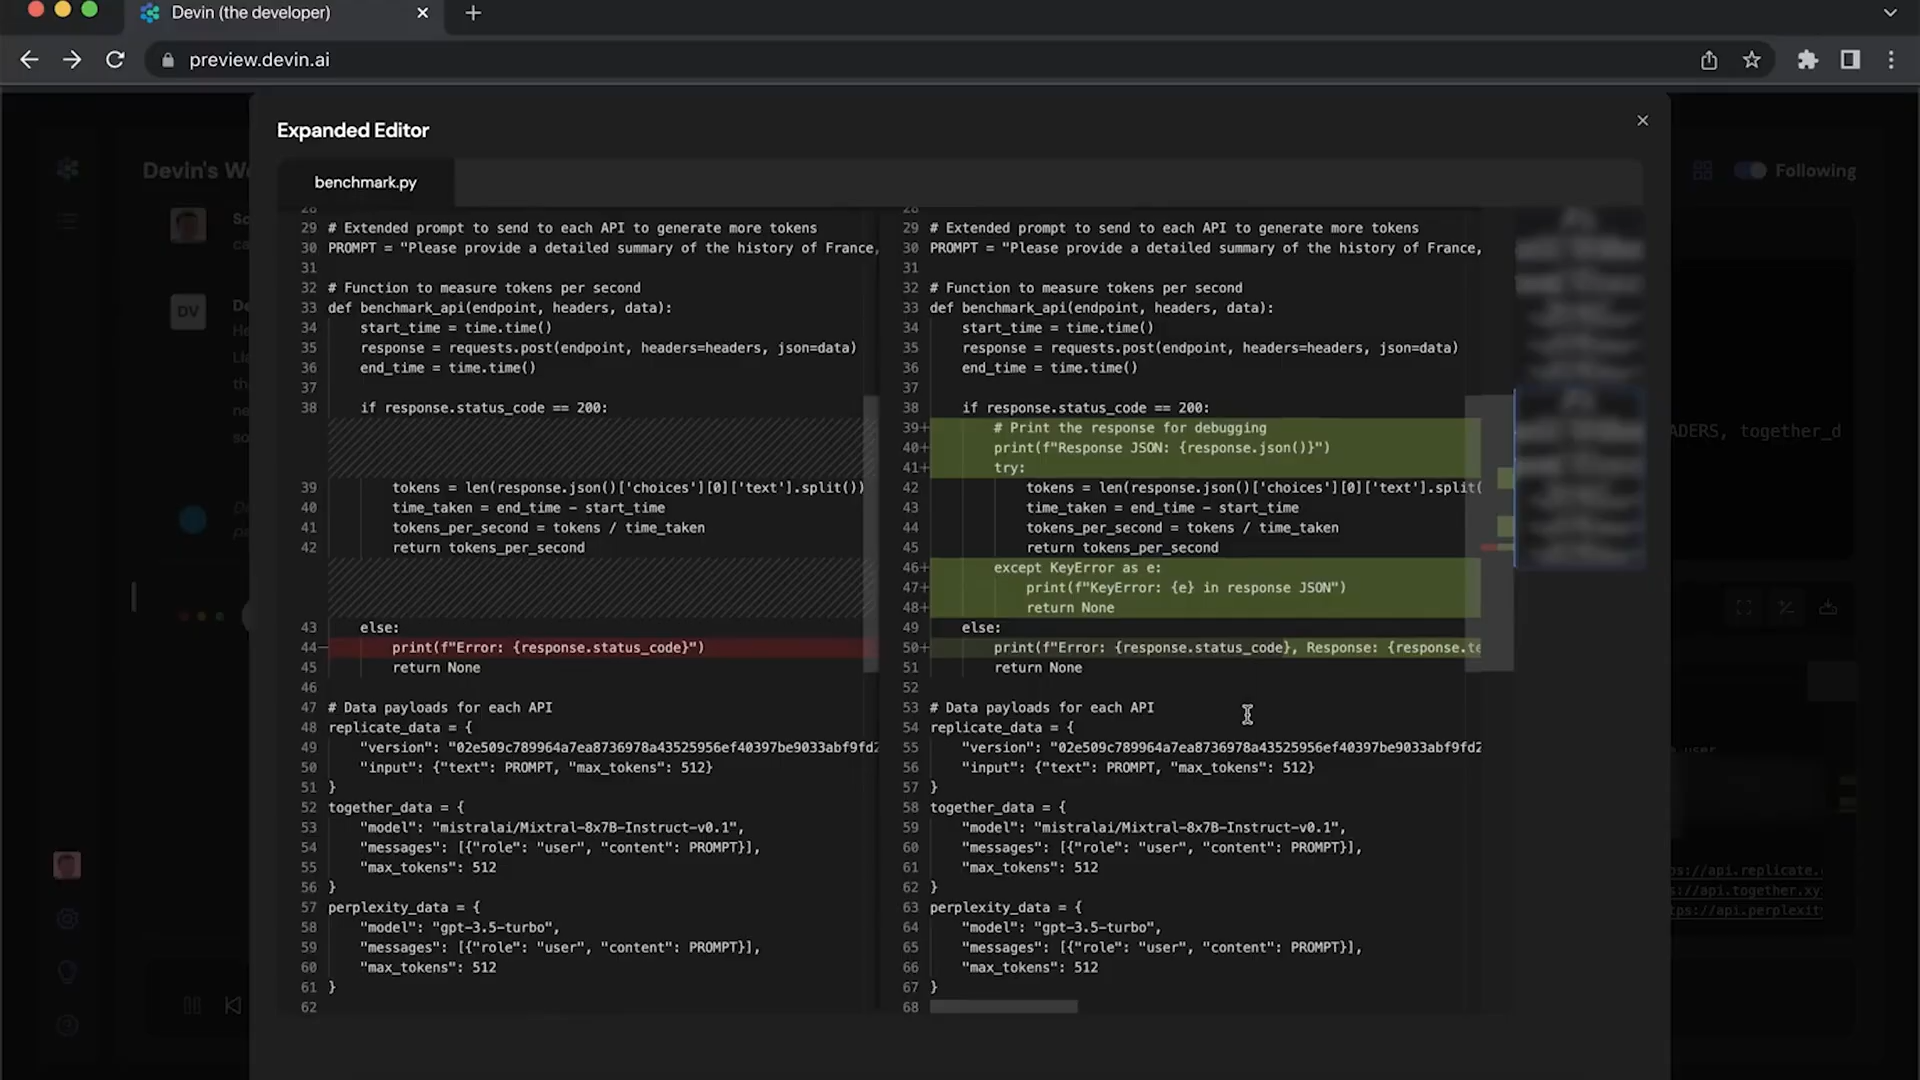 Devin (the developer)
preview.devin.ai
Expanded Editor
Devin's Wo
Following
benchmark.py
28
29 # Extended prompt to send to each API to generate more tokens
30 PROMPT = "Please provide a detailed summary of the history of France,
31
32 # Function to measure tokens per second
33 def benchmark_api(endpoint, headers, data):
34 start_time = time.time()
35 response = requests.post(endpoint, headers=headers, json=data)
36 end_time = time.time()
37
38 if response.status_code == 200:
39 tokens = len(response.json()['choices'][0]['text'].split())
40 time_taken = end_time - start_time
41 tokens_per_second = tokens / time_taken
42 return tokens_per_second
43 else:
44- print(f"Error: {response.status_code}")
45 return None
46
47 # Data payloads for each API
48 replicate_data = {
49 "version": "02e509c789964a7ea8736978a43525956ef40397be9033abf9fd2
50 "input": {"text": PROMPT, "max_tokens": 512}
51 }
52 together_data = {
53 "model": "mistralai/Mixtral-8x7B-Instruct-v0.1",
54 "messages": [{"role": "user", "content": PROMPT}],
55 "max_tokens": 512
56 }
57 perplexity_data = {
58 "model": "gpt-3.5-turbo",
59 "messages": [{"role": "user", "content": PROMPT}],
60 "max_tokens": 512
61 }
62
28
29 # Extended prompt to send to each API to generate more tokens
30 PROMPT = "Please provide a detailed summary of the history of France,
31
32 # Function to measure tokens per second
33 def benchmark_api(endpoint, headers, data):
34 start_time = time.time()
35 response = requests.post(endpoint, headers=headers, json=data)
36 end_time = time.time()
37
38 if response.status_code == 200:
39+ # Print the response for debugging
40+ print(f"Response JSON: {response.json()}")
41+ try:
42 tokens = len(response.json()['choices'][0]['text'].split(
43 time_taken = end_time - start_time
44 tokens_per_second = tokens / time_taken
45 return tokens_per_second
46+ except KeyError as e:
47+ print(f"KeyError: {e} in response JSON")
48+ return None
49 else:
50+ print(f"Error: {response.status_code}, Response: {response.te
51 return None
52
53 # Data payloads for each API
54 replicate_data = {
55 "version": "02e509c789964a7ea8736978a43525956ef40397be9033abf9fd2
56 "input": {"text": PROMPT, "max_tokens": 512}
57 }
58 together_data = {
59 "model": "mistralai/Mixtral-8x7B-Instruct-v0.1",
60 "messages": [{"role": "user", "content": PROMPT}],
61 "max_tokens": 512
62 }
63 perplexity_data = {
64 "model": "gpt-3.5-turbo",
65 "messages": [{"role": "user", "content": PROMPT}],
66 "max_tokens": 512
67 }
68
DV
ADERS, together_d
ps://api.replicate.
s://api.together.xy
tps://api.perplexit